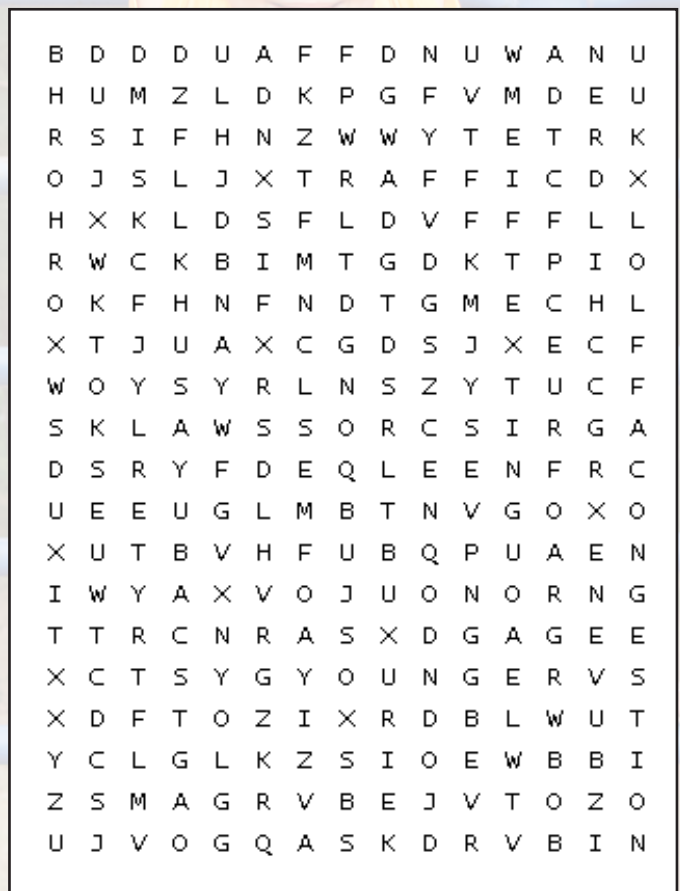 B D D D U A F F D N U W A N U
H U M Z L D K P G F V M D E U
R S I F H N Z W W Y T E T R K
O J S L J X T R A F F I C D X
H X K L D S F L D V F F F L L
R W C K B I M T G D K T P I O
O K F H N F N D T G M E C H L
X T J U A X C G D S J X E C F
W O Y S Y R L N S Z Y T U C F
S K L A W S S O R C S I R G A
D S R Y F D E Q L E E N F R C
U E E U G L M B T N V G O X O
X U T B V H F U B Q P U A E N
I W Y A X V O J U O N O R N G
T T R C N R A S X D G A G E E
X C T S Y G Y O U N G E R V S
X D F T O Z I X R D B L W U T
Y C L G L K Z S I O E W B B I
Z S M A G R V B E J V T O Z O
U J V O G Q A S K D R V B I N